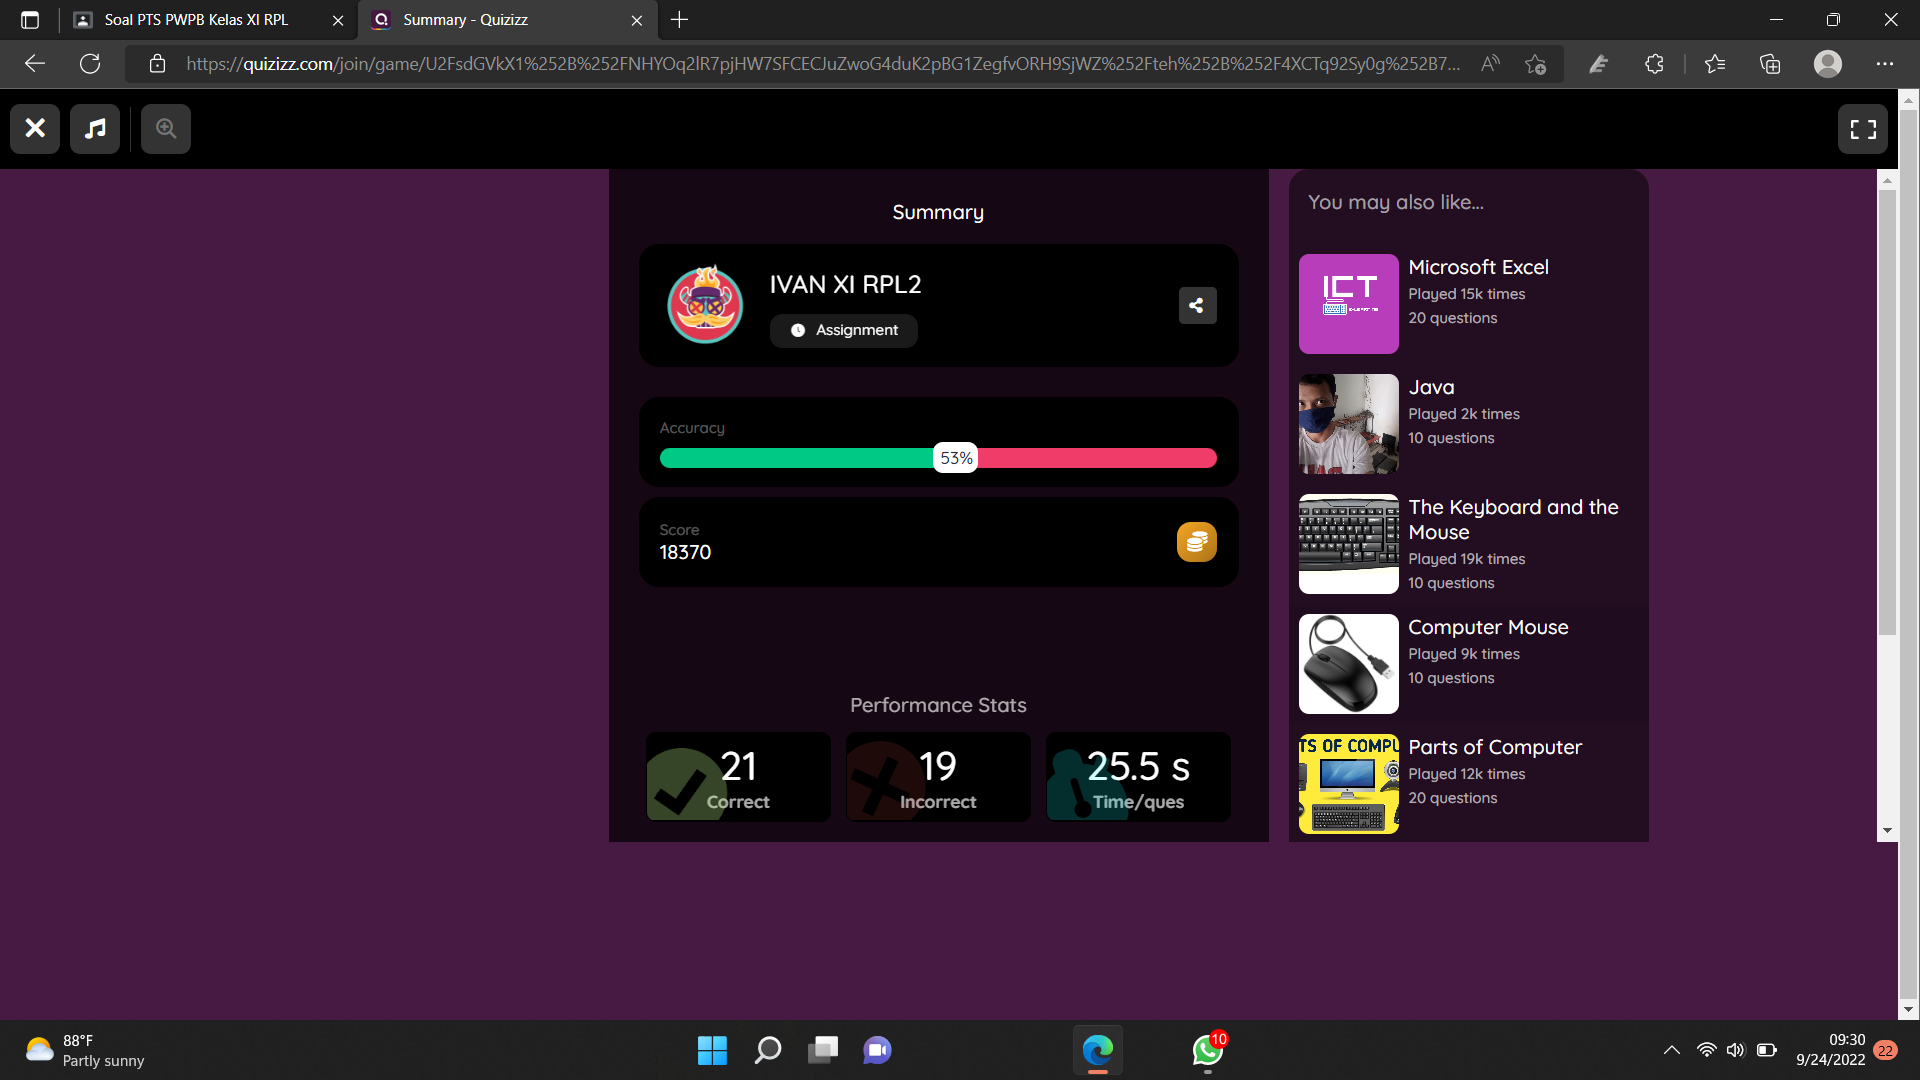 Soal PTS PWPB Kelas XI RPL
Summary - Quizizz
https://quizizz.com/join/game/U2FsdGVkX1%252B%252FNHYOq2lR7pjHW7SFCECJuZwoG4duK2pBG1ZegfvORH9SjWZ%252Fteh%252B%252F4XCTq92Sy0g%252B7...
Summary
IVAN XI RPL2
Assignment
Accuracy
53%
Score
18370
Performance Stats
21
Correct
19
Incorrect
25.5 s
Time/ques
You may also like...
ICT
Microsoft Excel
Played 15k times
20 questions
Java
Played 2k times
10 questions
The Keyboard and the
Mouse
Played 19k times
10 questions
Computer Mouse
Played 9k times
10 questions
TS OF COMPU
Parts of Computer
Played 12k times
20 questions
88°F
Partly sunny
10
09:30
9/24/2022
22